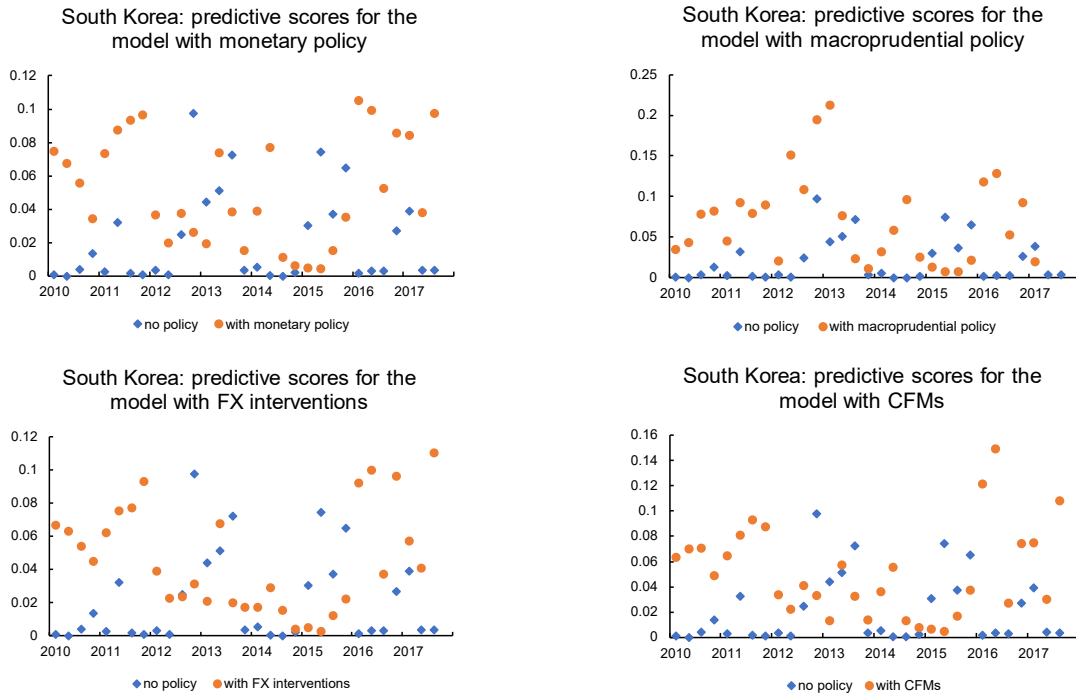 South Korea: predictive scores for the
model with monetary policy
0.12
0.1
0.08
0.06
0.04
0.02
0
2010 2011 2012 2013 2014 2015 2016 2017
no policy with monetary policy
South Korea: predictive scores for the
model with macroprudential policy
0.25
0.2
0.15
0.1
0.05
0
2010 2011 2012 2013 2014 2015 2016 2017
no policy with macroprudential policy
South Korea: predictive scores for the
model with FX interventions
0.12
0.1
0.08
0.06
0.04
0.02
0
2010 2011 2012 2013 2014 2015 2016 2017
no policy with FX interventions
South Korea: predictive scores for the
model with CFMs
0.16
0.14
0.12
0.1
0.08
0.06
0.04
0.02
0
2010 2011 2012 2013 2014 2015 2016 2017
no policy with CFMs